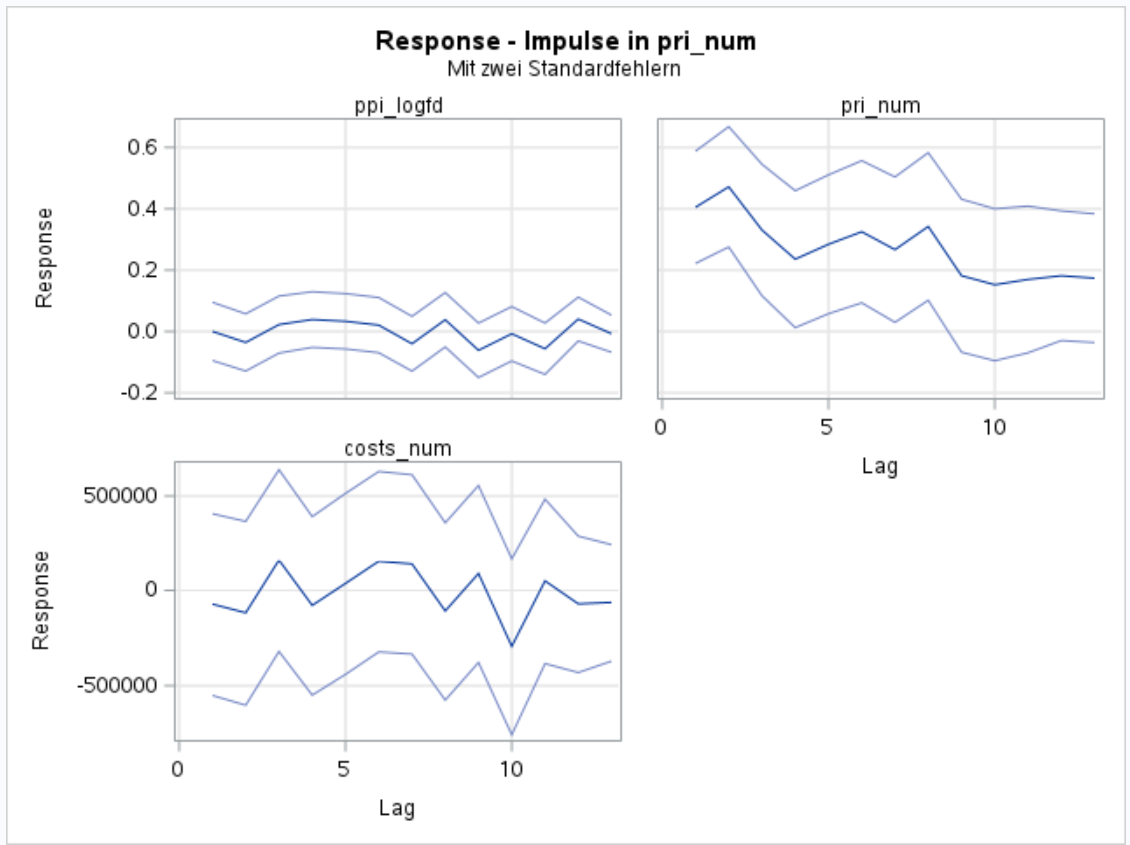 Response - Impulse in pri_num
Mit zwei Standardfehlern
ppi_logfd
pri_num
Response
0.6
0.4
0.2
0.0
-0.2
0
5
10
Lag
costs_num
Response
500000
0
-500000
0
5
10
Lag